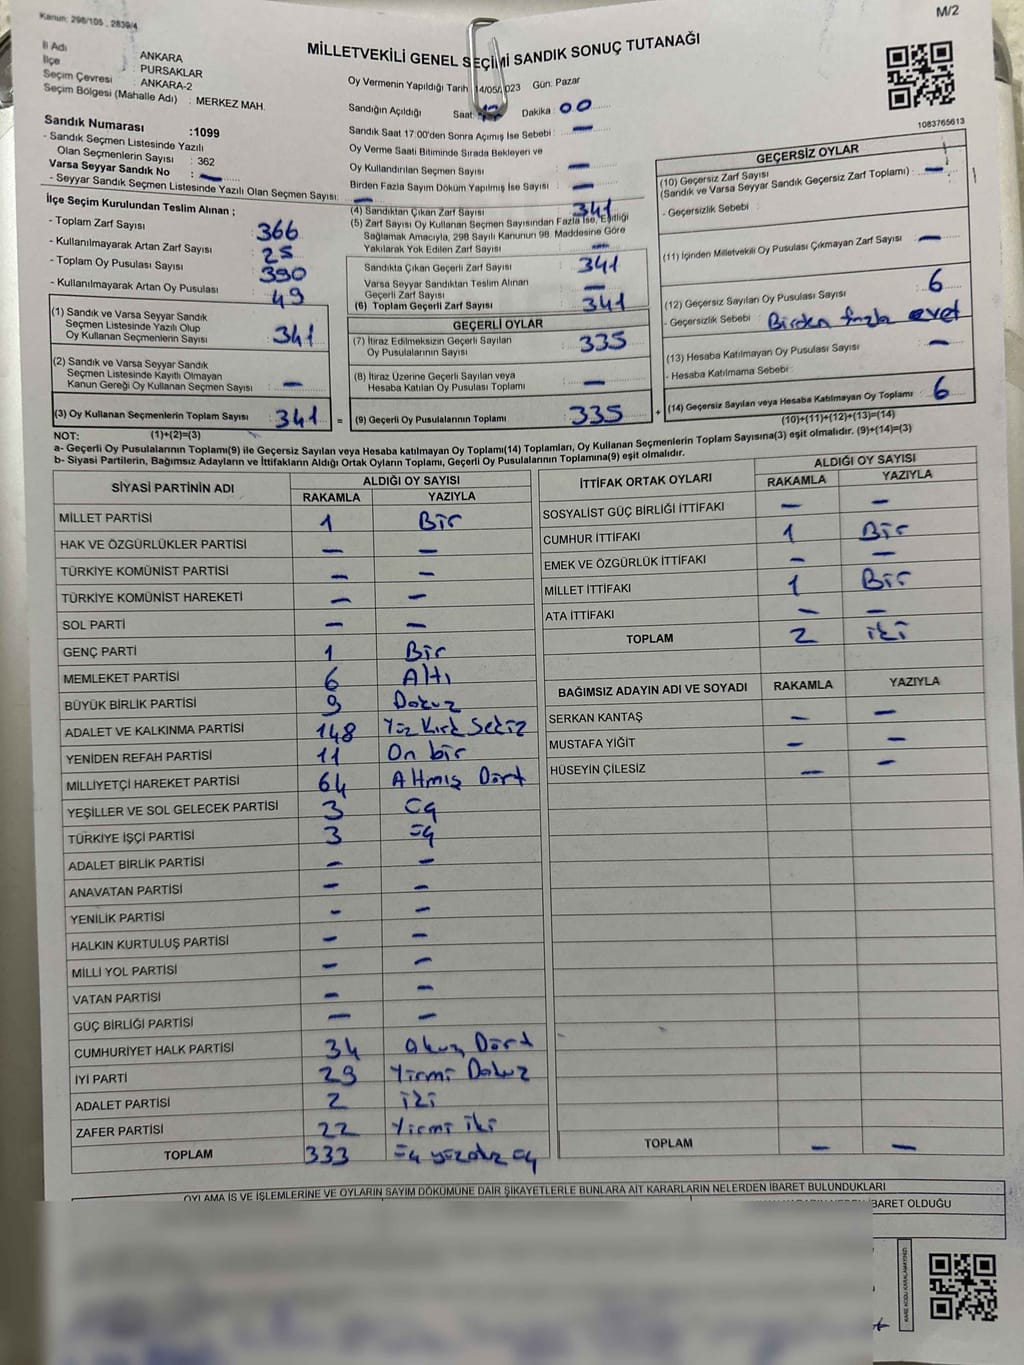 Kanun: 298/105 , 2839/4
M/2
MİLLETVEKİLİ GENEL SEÇİMİ SANDIK SONUÇ TUTANAĞI
İl Adı : ANKARA
İlçe : PURSAKLAR
Seçim Çevresi : ANKARA-2
Seçim Bölgesi (Mahalle Adı) : MERKEZ MAH.
Oy Vermenin Yapıldığı Tarih 14/05/2023 Gün. Pazar
Sandığın Açıldığı Saat 17 Dakika : 00
Sandık Saat 17:00'den Sonra Açımış İse Sebebi : —
Oy Verme Saati Bitiminde Sırada Bekleyen ve
Oy Kullandırılan Seçmen Sayısı : —
Birden Fazla Sayım Döküm Yapılmış İse Sayısı : —
1083765613
Sandık Numarası : 1099
- Sandık Seçmen Listesinde Yazılı
Olan Seçmenlerin Sayısı : 362
Varsa Seyyar Sandık No : —
- Seyyar Sandık Seçmen Listesinde Yazılı Olan Seçmen Sayısı: —
İlçe Seçim Kurulundan Teslim Alınan ;
- Toplam Zarf Sayısı : 366
- Kullanılmayarak Artan Zarf Sayısı : 25
- Toplam Oy Pusulası Sayısı : 390
- Kullanılmayarak Artan Oy Pusulası : 49
(1) Sandık ve Varsa Seyyar Sandık
Seçmen Listesinde Yazılı Olup
Oy Kullanan Seçmenlerin Sayısı : 341
(2) Sandık ve Varsa Seyyar Sandık
Seçmen Listesinde Kayıtlı Olmayan
Kanun Gereği Oy Kullanan Seçmen Sayısı : —
(3) Oy Kullanan Seçmenlerin Toplam Sayısı : 341 =
(1)+(2)=(3)
(4) Sandıktan Çıkan Zarf Sayısı 341
(5) Zarf Sayısı Oy Kullanan Seçmen Sayısından Fazla İse, Eşitliği
Sağlamak Amacıyla, 298 Sayılı Kanunun 98. Maddesine Göre
Yakılarak Yok Edilen Zarf Sayısı : —
Sandıkta Çıkan Geçerli Zarf Sayısı : 341
Varsa Seyyar Sandıktan Teslim Alınan
Geçerli Zarf Sayısı : —
(6) Toplam Geçerli Zarf Sayısı : 341
GEÇERLİ OYLAR
(7) İtiraz Edilmeksizin Geçerli Sayılan
Oy Pusulalarının Sayısı : 335
(8) İtiraz Üzerine Geçerli Sayılan veya
Hesaba Katılan Oy Pusulası Toplamı : —
(9) Geçerli Oy Pusulalarının Toplamı : 335 +
GEÇERSİZ OYLAR
(10) Geçersiz Zarf Sayısı
(Sandık ve Varsa Seyyar Sandık Geçersiz Zarf Toplamı) : —
- Geçersizlik Sebebi :
(11) İçinden Milletvekili Oy Pusulası Çıkmayan Zarf Sayısı : —
(12) Geçersiz Sayılan Oy Pusulası Sayısı : 6
- Geçersizlik Sebebi : Birden fazla evet
(13) Hesaba Katılmayan Oy Pusulası Sayısı : —
- Hesaba Katılmama Sebebi :
(14) Geçersiz Sayılan veya Hesaba Katılmayan Oy Toplamı : 6
(10)+(11)+(12)+(13)=(14)
NOT:
a- Geçerli Oy Pusulalarının Toplamı(9) ile Geçersiz Sayılan veya Hesaba katılmayan Oy Toplamı(14) Toplamları, Oy Kullanan Seçmenlerin Toplam Sayısına(3) eşit olmalıdır. (9)+(14)=(3)
b- Siyasi Partilerin, Bağımsız Adayların ve İttifakların Aldığı Ortak Oyların Toplamı, Geçerli Oy Pusulalarının Toplamına(9) eşit olmalıdır.
SİYASİ PARTİNİN ADI ALDIĞI OY SAYISI
RAKAMLA YAZIYLA
MİLLET PARTİSİ 1 Bir
HAK VE ÖZGÜRLÜKLER PARTİSİ — —
TÜRKİYE KOMÜNİST PARTİSİ — —
TÜRKİYE KOMÜNİST HAREKETİ — —
SOL PARTİ — —
GENÇ PARTİ 1 Bir
MEMLEKET PARTİSİ 6 Altı
BÜYÜK BİRLİK PARTİSİ 9 Dokuz
ADALET VE KALKINMA PARTİSİ 148 Yüz Kırk Sekiz
YENİDEN REFAH PARTİSİ 11 On bir
MİLLİYETÇİ HAREKET PARTİSİ 64 Altmış Dört
YEŞİLLER VE SOL GELECEK PARTİSİ 3 Üç
TÜRKİYE İŞÇİ PARTİSİ 3 Üç
ADALET BİRLİK PARTİSİ — —
ANAVATAN PARTİSİ — —
YENİLİK PARTİSİ — —
HALKIN KURTULUŞ PARTİSİ — —
MİLLİ YOL PARTİSİ — —
VATAN PARTİSİ — —
GÜÇ BİRLİĞİ PARTİSİ — —
CUMHURİYET HALK PARTİSİ 34 Dört
İYİ PARTİ 29 Yirmi Dokuz
ADALET PARTİSİ 2 İki
ZAFER PARTİSİ 22 Yirmi iki
TOPLAM 333
İTTİFAK ORTAK OYLARI ALDIĞI OY SAYISI
RAKAMLA YAZIYLA
SOSYALİST GÜÇ BİRLİĞİ İTTİFAKI — —
CUMHUR İTTİFAKI 1 Bir
EMEK VE ÖZGÜRLÜK İTTİFAKI — —
MİLLET İTTİFAKI 1 Bir
ATA İTTİFAKI — —
TOPLAM 2 iki
BAĞIMSIZ ADAYIN ADI VE SOYADI RAKAMLA YAZIYLA
SERKAN KANTAŞ — —
MUSTAFA YİĞİT — —
HÜSEYİN ÇİLESİZ — —
TOPLAM — —
OYLAMA İŞ VE İŞLEMLERİNE VE OYLARIN SAYIM DÖKÜMÜNE DAİR ŞİKAYETLERLE BUNLARA AİT KARARLARIN NELERDEN İBARET BULUNDUKLARI
İBARET OLDUĞU
KARE KODU KARALAMAYINIZ!